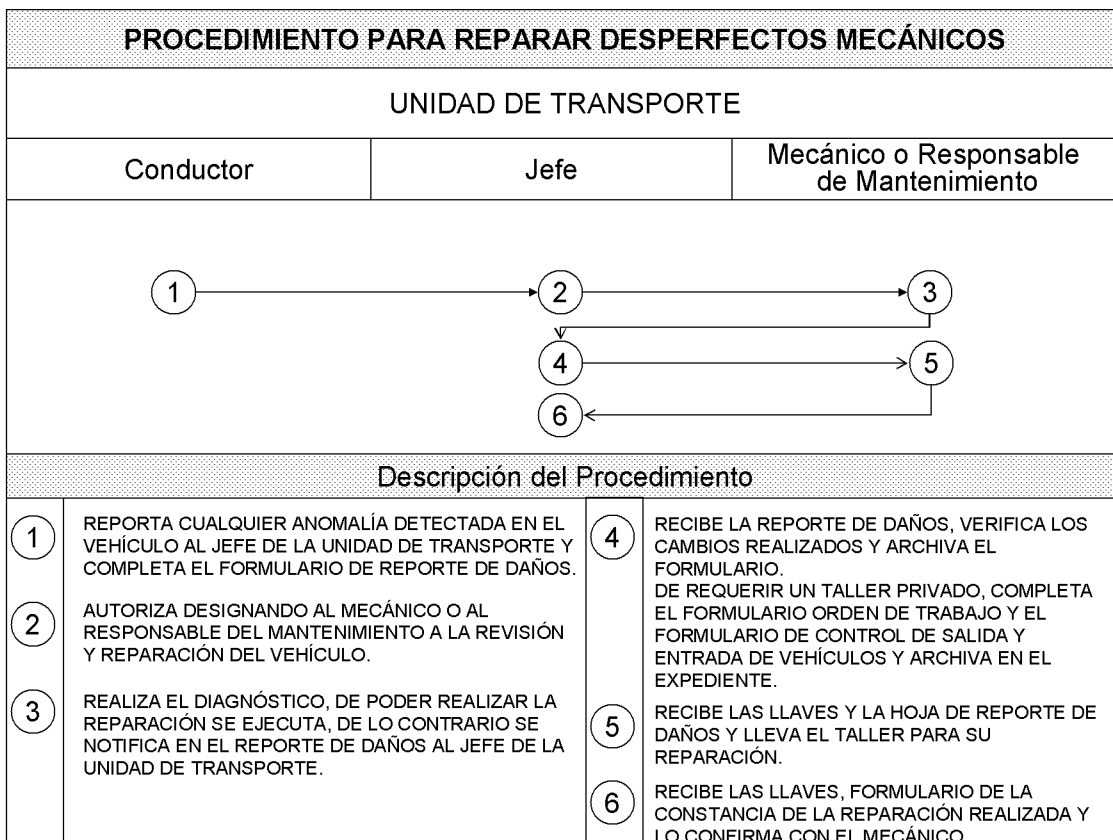 PROCEDIMIENTO PARA REPARAR DESPERFECTOS MECÁNICOS
UNIDAD DE TRANSPORTE
Conductor
Jefe
Mecánico o Responsable
de Mantenimiento
1
2
3
4
5
6
Descripción del Procedimiento
1
REPORTA CUALQUIER ANOMALÍA DETECTADA EN EL
VEHÍCULO AL JEFE DE LA UNIDAD DE TRANSPORTE Y
COMPLETA EL FORMULARIO DE REPORTE DE DAÑOS.
2
AUTORIZA DESIGNANDO AL MECÁNICO O AL
RESPONSABLE DEL MANTENIMIENTO A LA REVISIÓN
Y REPARACIÓN DEL VEHÍCULO.
3
REALIZA EL DIAGNÓSTICO, DE PODER REALIZAR LA
REPARACIÓN SE EJECUTA, DE LO CONTRARIO SE
NOTIFICA EN EL REPORTE DE DAÑOS AL JEFE DE LA
UNIDAD DE TRANSPORTE.
4
RECIBE LA REPORTE DE DAÑOS, VERIFICA LOS
CAMBIOS REALIZADOS Y ARCHIVA EL
FORMULARIO.
DE REQUERIR UN TALLER PRIVADO, COMPLETA
EL FORMULARIO ORDEN DE TRABAJO Y EL
FORMULARIO DE CONTROL DE SALIDA Y
ENTRADA DE VEHÍCULOS Y ARCHIVA EN EL
EXPEDIENTE.
5
RECIBE LAS LLAVES Y LA HOJA DE REPORTE DE
DAÑOS Y LLEVA EL TALLER PARA SU
REPARACIÓN.
6
RECIBE LAS LLAVES, FORMULARIO DE LA
CONSTANCIA DE LA REPARACIÓN REALIZADA Y
LO CONFIRMA CON EL MECÁNICO